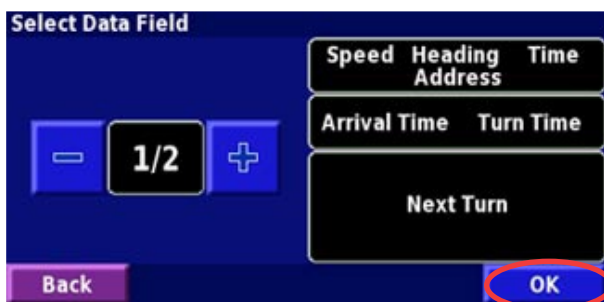 Select Data Field
Speed Heading Time
Address
Arrival Time Turn Time
− 1/2 +
Next Turn
Back OK